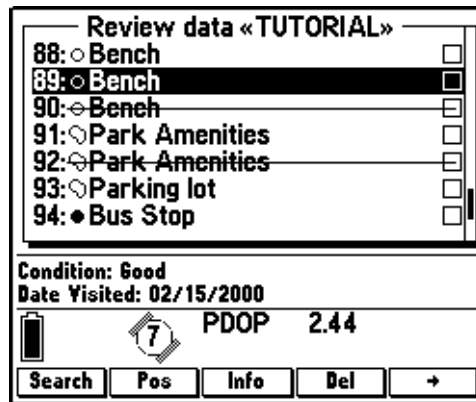 Review data «TUTORIAL»
88: Bench
89: Bench
90: Bench
91: Park Amenities
92: Park Amenities
93: Parking lot
94: Bus Stop
Condition: Good
Date Visited: 02/15/2000
7 PDOP 2.44
Search Pos Info Del →